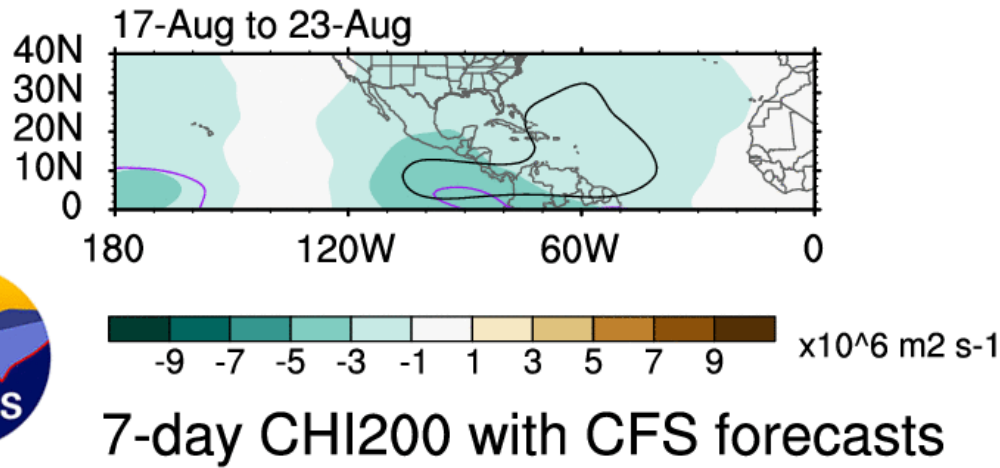 17-Aug to 23-Aug
40N
30N
20N
10N
0
180 120W 60W 0
-9 -7 -5 -3 -1 1 3 5 7 9
x10^6 m2 s-1
S
7-day CHI200 with CFS forecasts